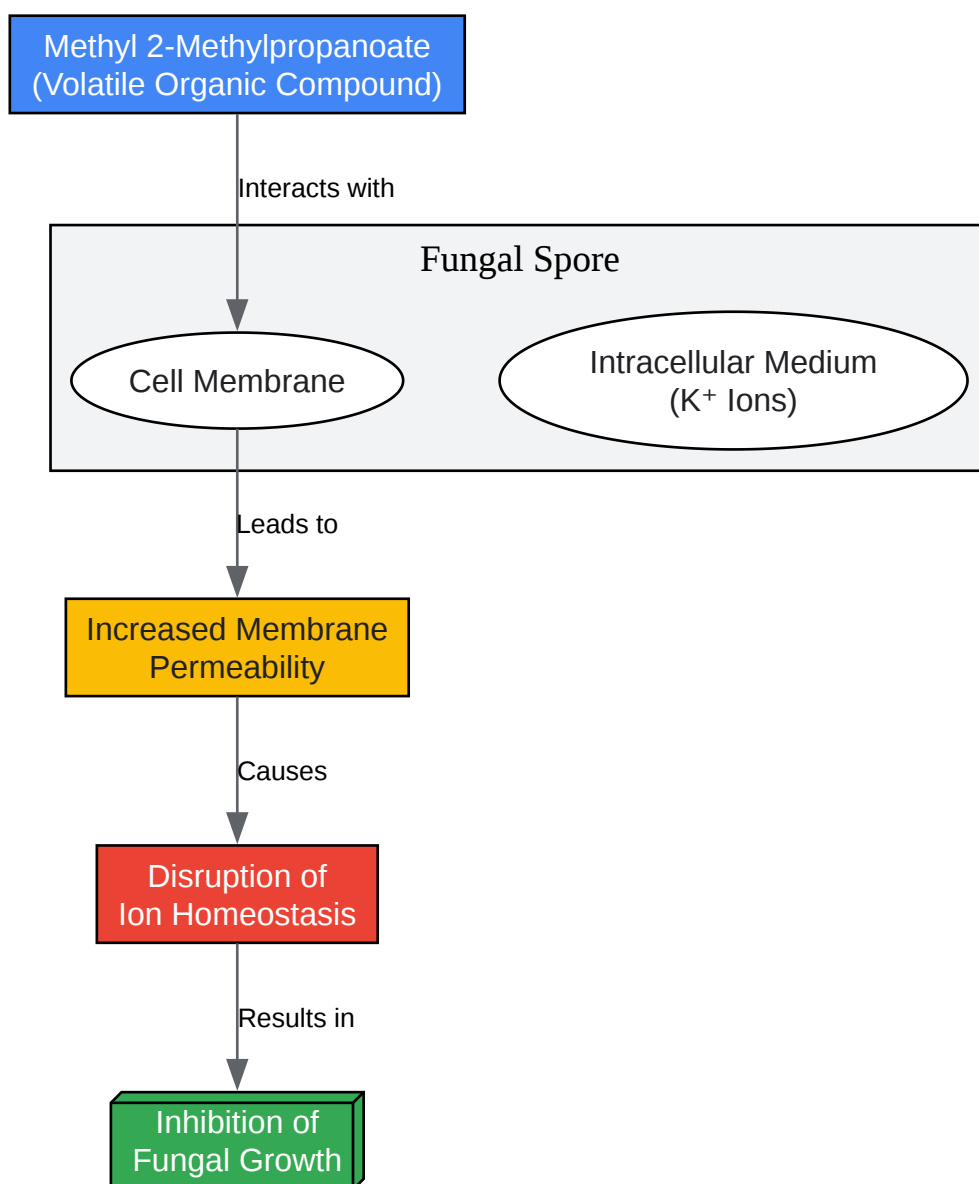 Methyl 2-Methylpropanoate
(Volatile Organic Compound)
Interacts with
Fungal Spore
Cell Membrane
Intracellular Medium
(K⁺ Ions)
Leads to
Increased Membrane
Permeability
Causes
Disruption of
Ion Homeostasis
Results in
Inhibition of
Fungal Growth